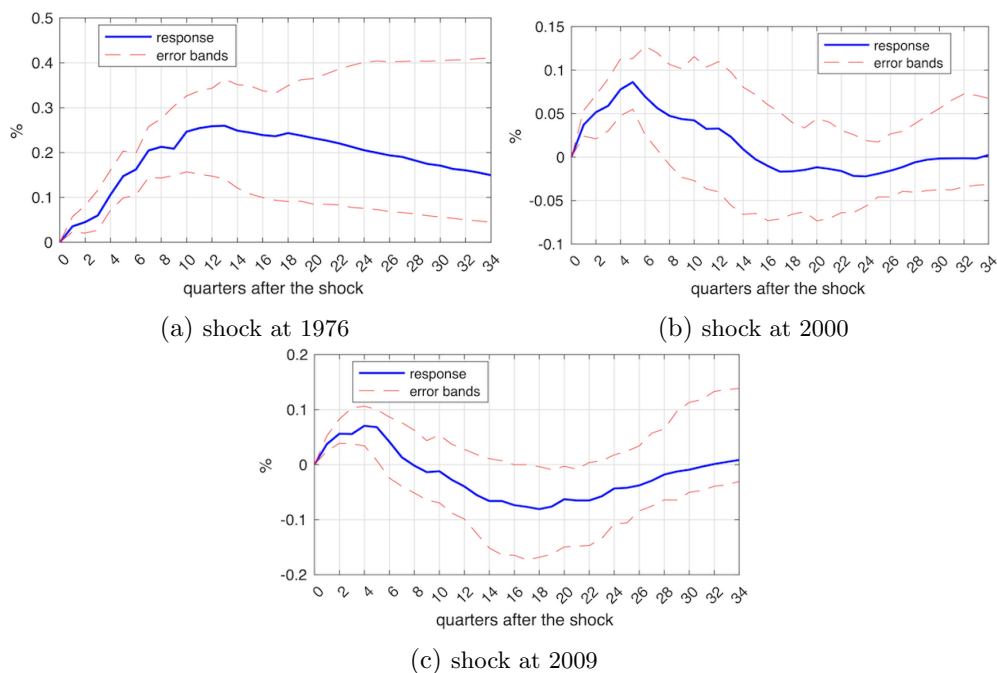 0.5
0.4
0.3
0.2
0.1
0
%
response
error bands
0 2 4 6 8 10 12 14 16 18 20 22 24 26 28 30 32 34
quarters after the shock
(a) shock at 1976
0.15
0.1
0.05
0
-0.05
-0.1
%
response
error bands
0 2 4 6 8 10 12 14 16 18 20 22 24 26 28 30 32 34
quarters after the shock
(b) shock at 2000
0.2
0.1
0
-0.1
-0.2
%
response
error bands
0 2 4 6 8 10 12 14 16 18 20 22 24 26 28 30 32 34
quarters after the shock
(c) shock at 2009